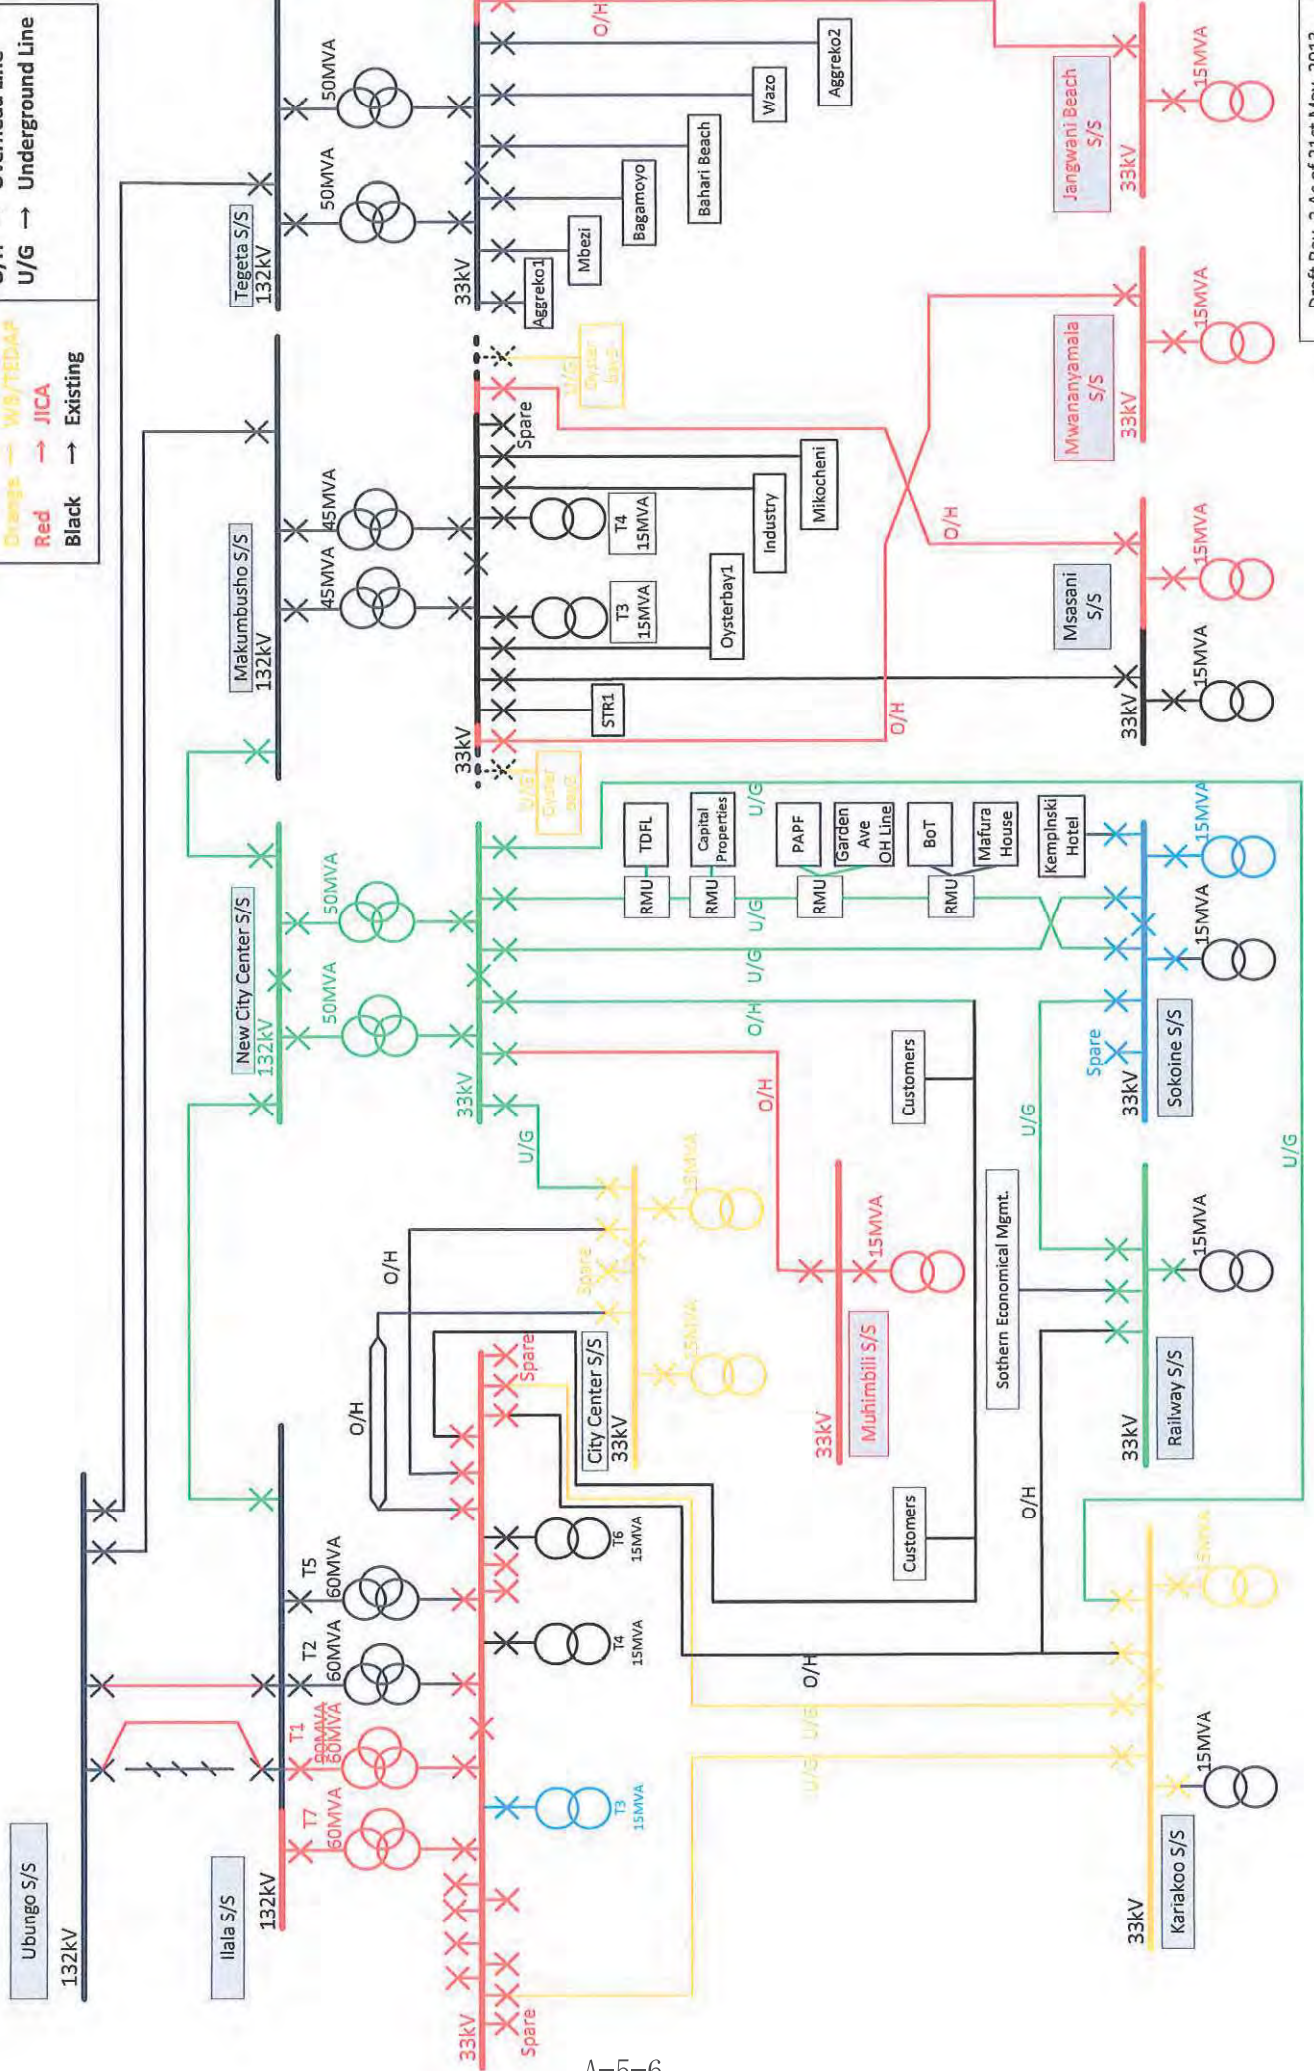 Orange → WB/TEDAP
Red → JICA
Black → Existing
U/G → Underground Line
Ubungo S/S
132kV
Ilala S/S
132kV
T7
60MVA
T1
60MVA
T2
60MVA
T5
60MVA
33kV
Spare
T3
15MVA
T4
15MVA
T6
15MVA
Spare
O/H
O/H
New City Center S/S
132kV
50MVA
50MVA
33kV
U/G
O/H
O/H
U/G
U/G
U/G
City Center S/S
33kV
15MVA
Spare
15MVA
Muhimbili S/S
33kV
15MVA
Customers
Customers
Sothern Economical Mgmt.
RMU
TDFL
RMU
Capital
Properties
RMU
PAPF
Garden
Ave
OH Line
RMU
BoT
Mafura
House
Kempinski
Hotel
Makumbusho S/S
132kV
45MVA
45MVA
33kV
U/G
STR1
Oysterbay1
T3
15MVA
T4
15MVA
Industry
Mikocheni
Spare
U/G
Oyster
O/H
O/H
Tegeta S/S
132kV
50MVA
50MVA
33kV
Aggreko1
Mbezi
Bagamoyo
Bahari Beach
Wazo
Aggreko2
O/H
Kariakoo S/S
33kV
15MVA
15MVA
U/G
U/G
O/H
O/H
Railway S/S
33kV
15MVA
U/G
U/G
Sokoine S/S
33kV
Spare
15MVA
15MVA
Msasani
S/S
33kV
15MVA
15MVA
Mwananyamala
S/S
33kV
15MVA
Jangwani Beach
S/S
33kV
15MVA
A-5-6